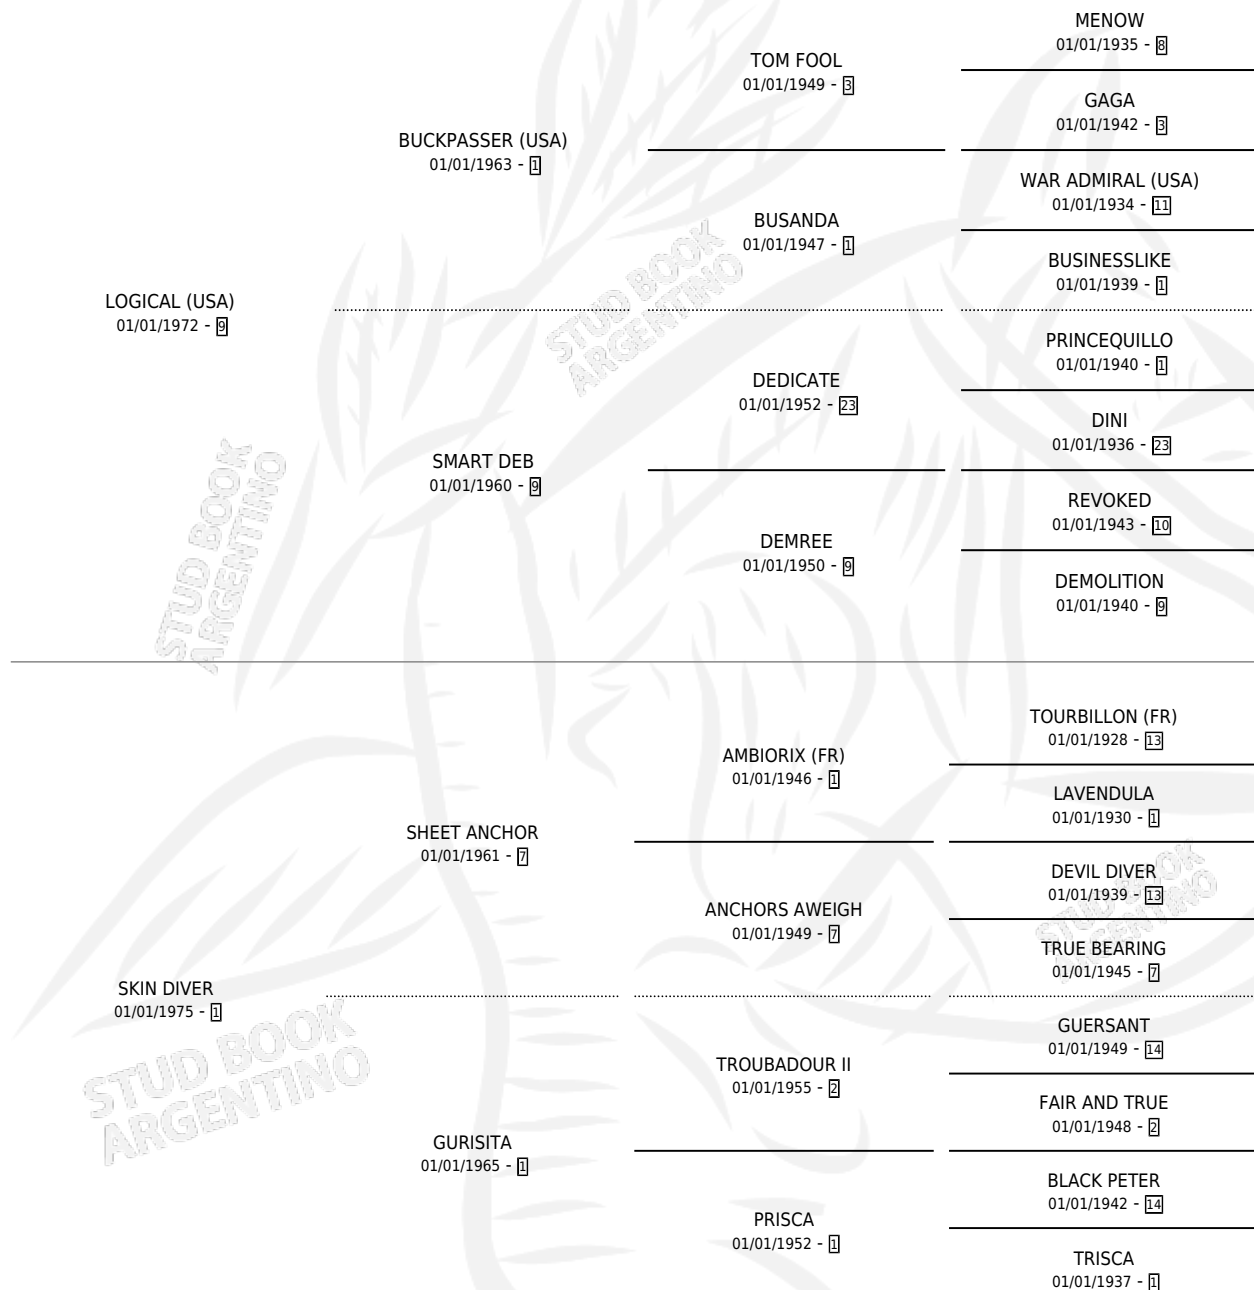 MENOW
01/01/1935 - 8
TOM FOOL
01/01/1949 - 3
GAGA
01/01/1942 - 3
BUCKPASSER (USA)
01/01/1963 - 1
WAR ADMIRAL (USA)
01/01/1934 - 11
BUSANDA
01/01/1947 - 1
BUSINESSLIKE
01/01/1939 - 1
LOGICAL (USA)
01/01/1972 - 9
PRINCEQUILLO
01/01/1940 - 1
DEDICATE
01/01/1952 - 23
DINI
01/01/1936 - 23
SMART DEB
01/01/1960 - 9
REVOKED
01/01/1943 - 10
DEMREE
01/01/1950 - 9
DEMOLITION
01/01/1940 - 9
TOURBILLON (FR)
01/01/1928 - 13
AMBIORIX (FR)
01/01/1946 - 1
LAVENDULA
01/01/1930 - 1
SHEET ANCHOR
01/01/1961 - 7
DEVIL DIVER
01/01/1939 - 13
ANCHORS AWEIGH
01/01/1949 - 7
TRUE BEARING
01/01/1945 - 7
SKIN DIVER
01/01/1975 - 1
GUERSANT
01/01/1949 - 14
TROUBADOUR II
01/01/1955 - 2
FAIR AND TRUE
01/01/1948 - 2
GURISITA
01/01/1965 - 1
BLACK PETER
01/01/1942 - 14
PRISCA
01/01/1952 - 1
TRISCA
01/01/1937 - 1
STUD BOOK
ARGENTINO
STUD BOOK
ARGENTINO
STUD BOOK
ARGENTINO
STUD BOOK
ARGENTINO